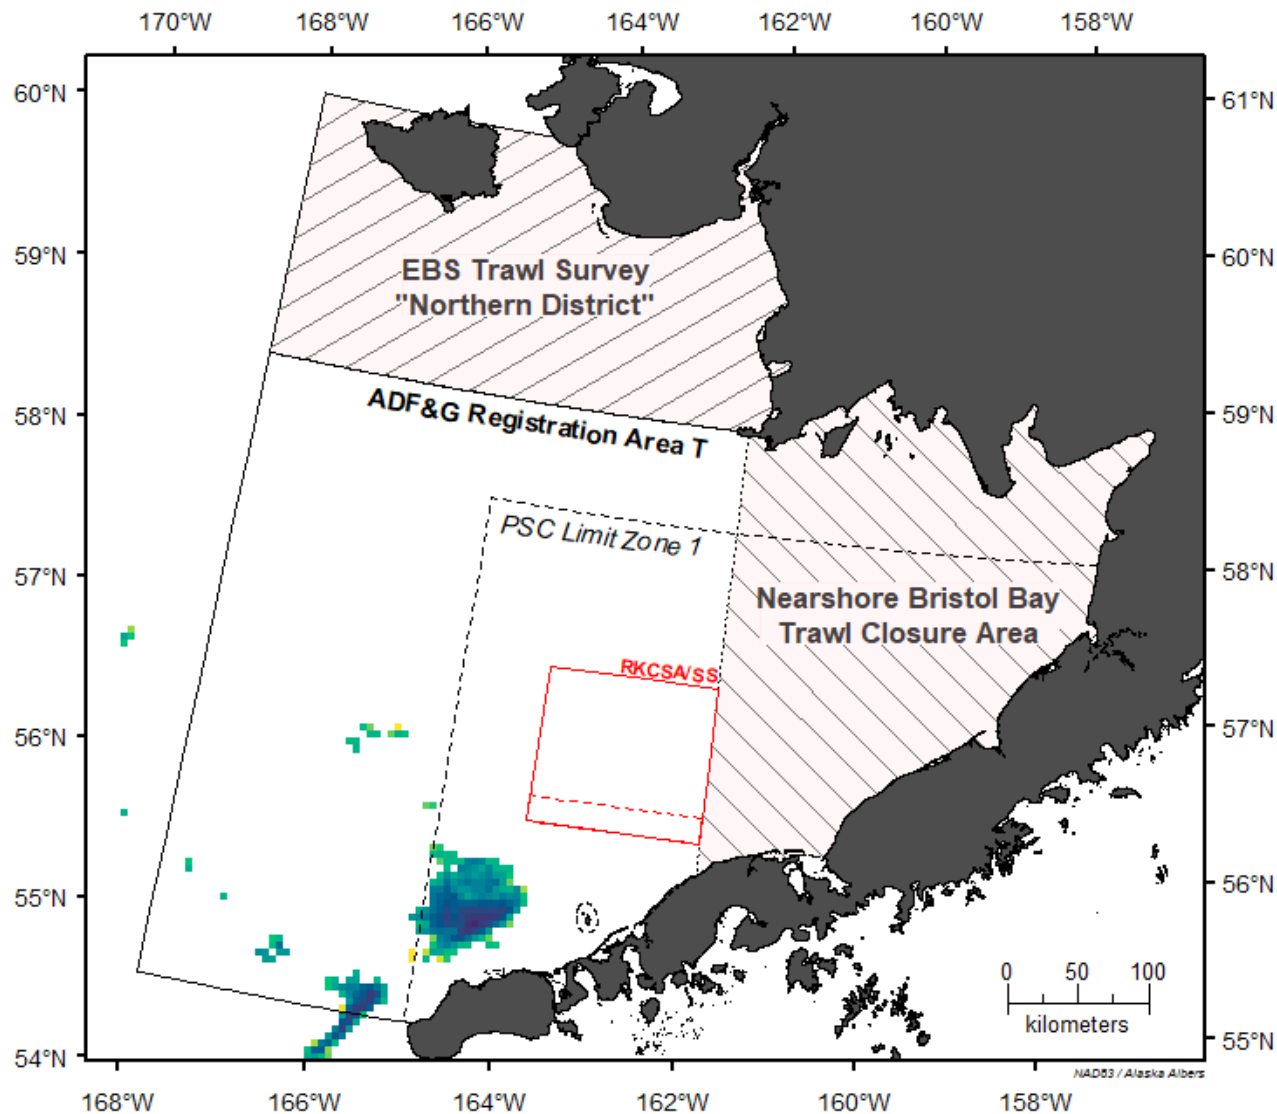 170°W 168°W 166°W 164°W 162°W 160°W 158°W
60°N
61°N
EBS Trawl Survey
"Northern District"
59°N
60°N
ADF&G Registration Area T
58°N
59°N
PSC Limit Zone 1
57°N
58°N
Nearshore Bristol Bay
Trawl Closure Area
RKCSA/SS
56°N
57°N
55°N
56°N
0 50 100
kilometers
54°N
55°N
NAD83 / Alaska Albers
168°W 166°W 164°W 162°W 160°W 158°W